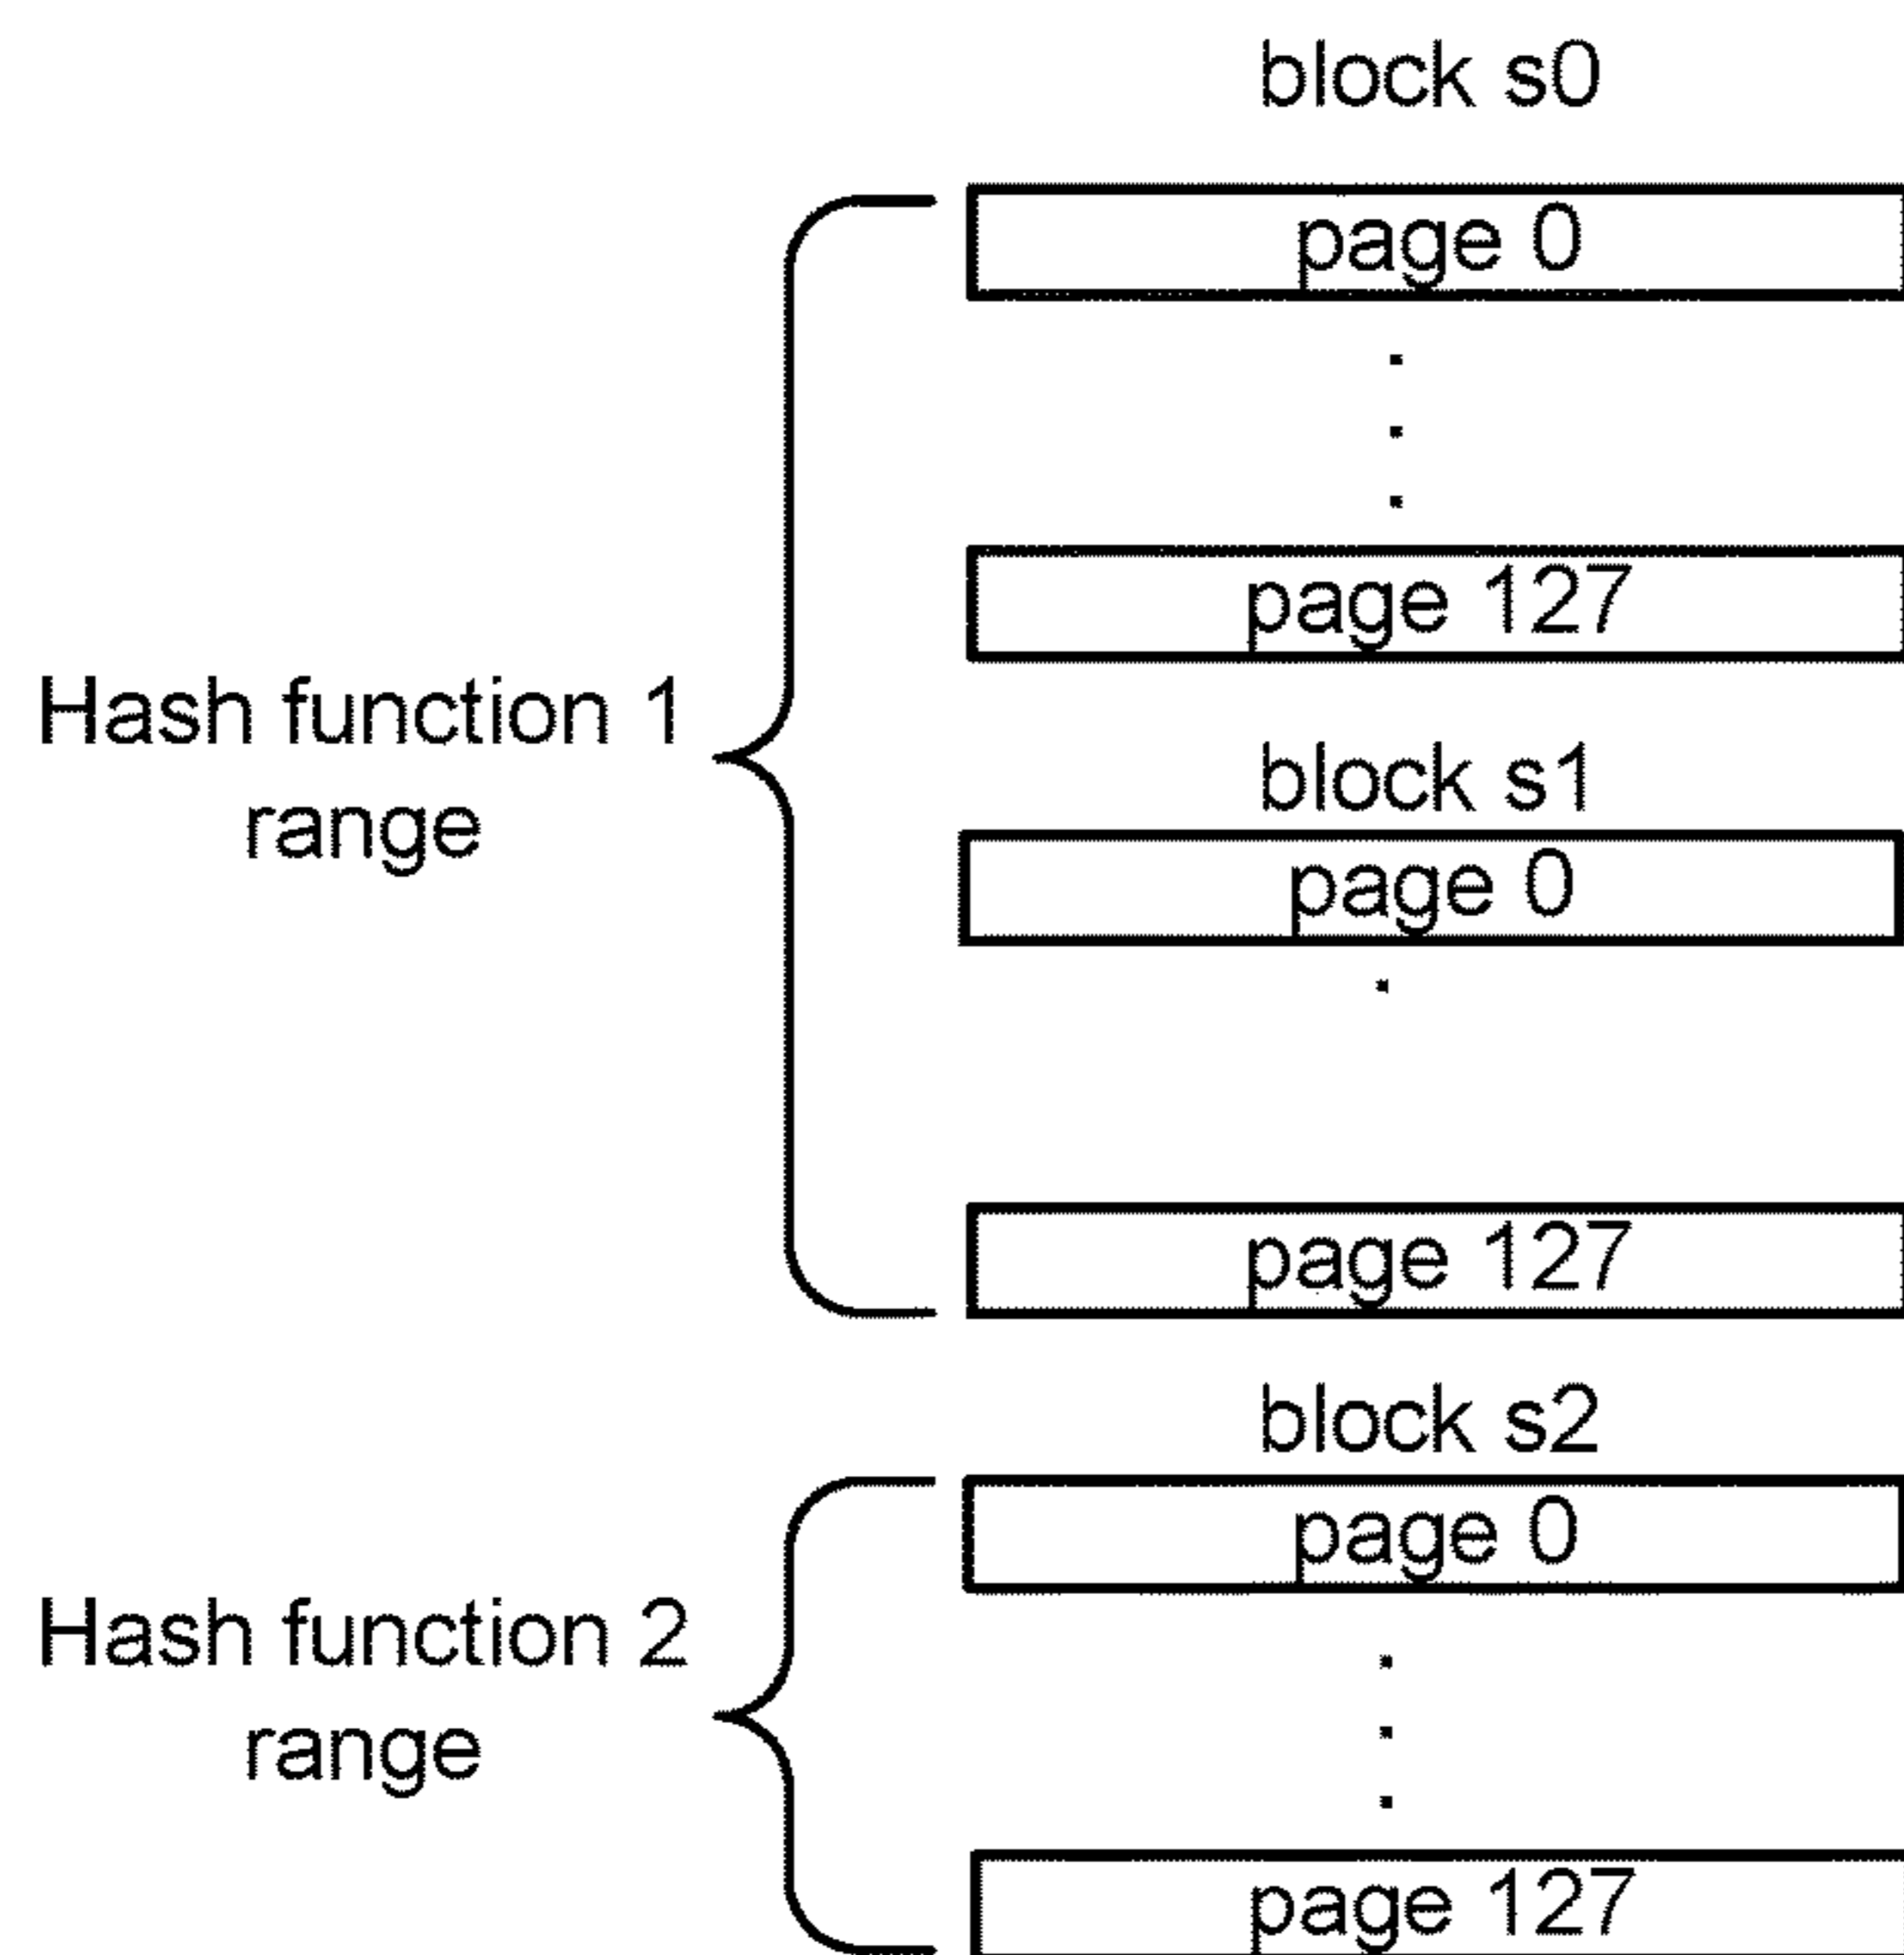 block s0
page 0
page 127
Hash function 1
range
block s1
page 0
page 127
block s2
page 0
Hash function 2
range
page 127